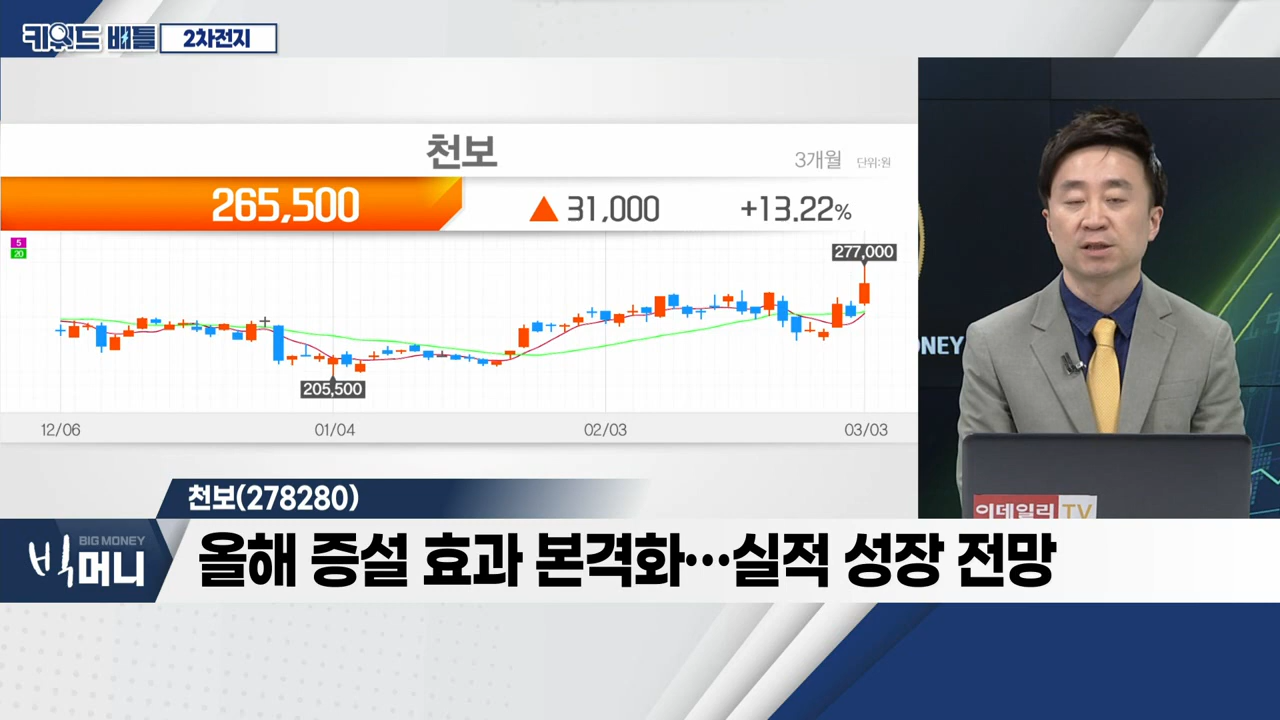 키워드 배틀 2차전지
천보
3개월 단위:원
265,500 ▲ 31,000 +13.22%
5
20
277,000
205,500
12/06 01/04 02/03 03/03
ONEY
이데일리TV
천보(278280)
BIG MONEY
빅머니
올해 증설 효과 본격화…실적 성장 전망